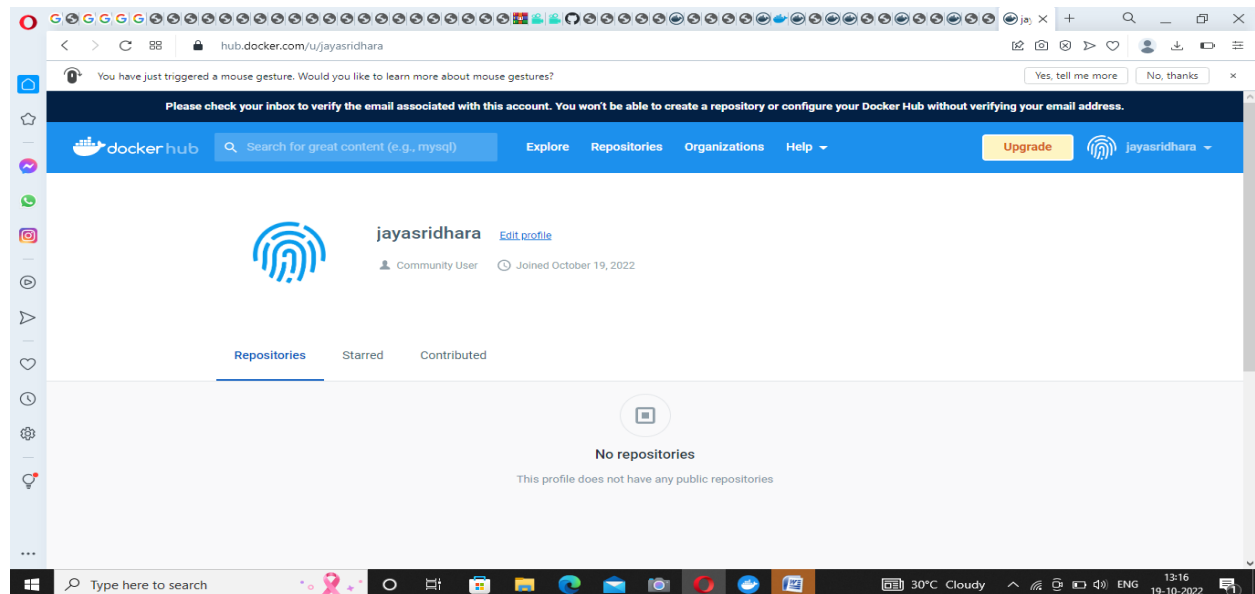 jay
hub.docker.com/u/jayasridhara
You have just triggered a mouse gesture. Would you like to learn more about mouse gestures?
Yes, tell me more
No, thanks
Please check your inbox to verify the email associated with this account. You won't be able to create a repository or configure your Docker Hub without verifying your email address.
dockerhub
Search for great content (e.g., mysql)
Explore
Repositories
Organizations
Help
Upgrade
jayasridhara
jayasridhara
Edit profile
Community User
Joined October 19, 2022
Repositories
Starred
Contributed
No repositories
This profile does not have any public repositories
Type here to search
30°C Cloudy
ENG
13:16
19-10-2022